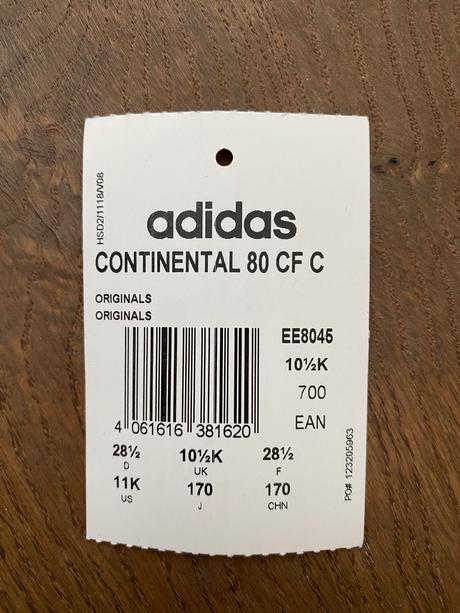 HSD2/1118/V08
adidas
CONTINENTAL 80 CF C
ORIGINALS
ORIGINALS
EE8045
10½K
700
EAN
4 061616 381620
28½ 10½K 28½
D UK F
11K 170 170
US J CHN
PO# 123205963